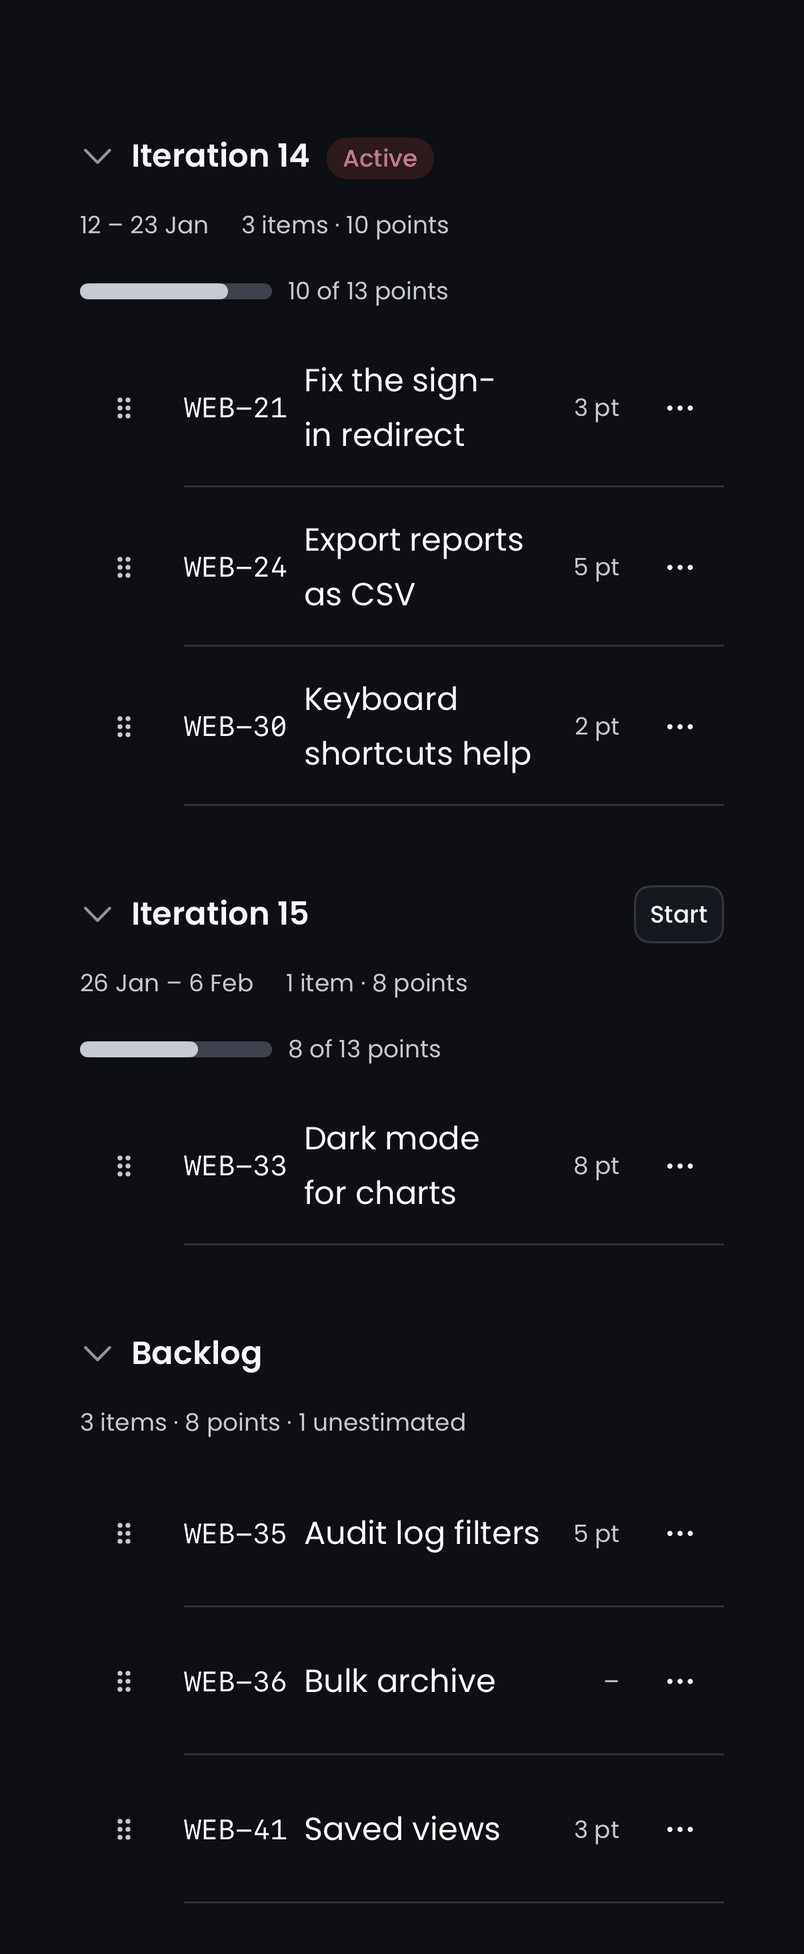 Iteration 14 Active
12 – 23 Jan 3 items · 10 points
10 of 13 points
WEB-21 Fix the sign-
in redirect 3 pt
WEB-24 Export reports
as CSV 5 pt
WEB-30 Keyboard
shortcuts help 2 pt
Iteration 15 Start
26 Jan – 6 Feb 1 item · 8 points
8 of 13 points
WEB-33 Dark mode
for charts 8 pt
Backlog
3 items · 8 points · 1 unestimated
WEB-35 Audit log filters 5 pt
WEB-36 Bulk archive –
WEB-41 Saved views 3 pt